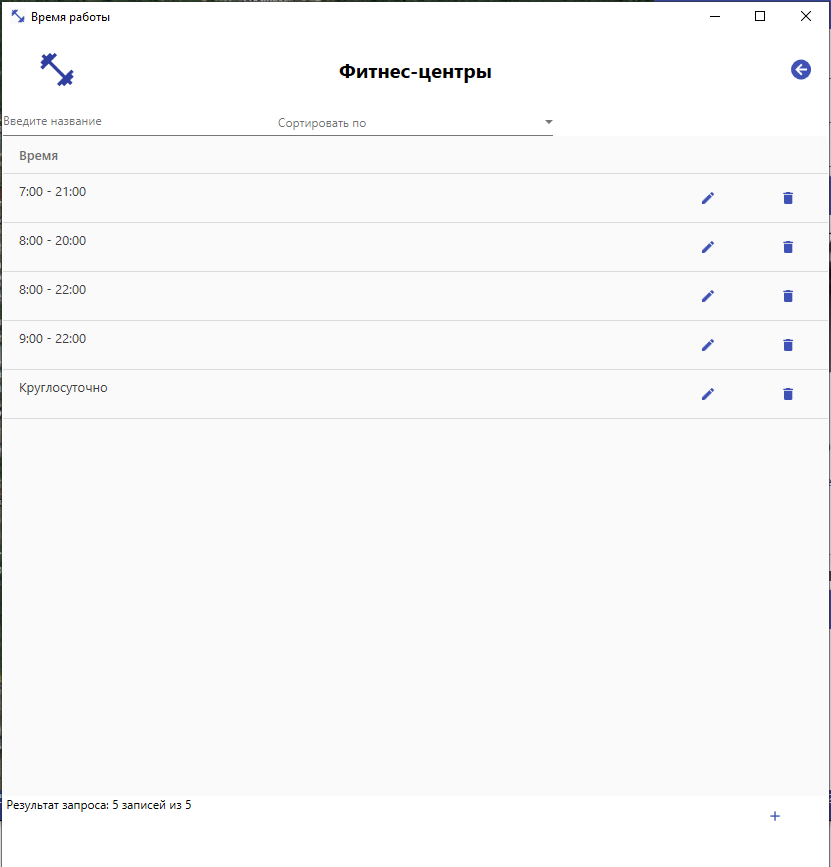 Время работы
Фитнес-центры
Введите название
Сортировать по
Время
7:00 - 21:00
8:00 - 20:00
8:00 - 22:00
9:00 - 22:00
Круглосуточно
Результат запроса: 5 записей из 5